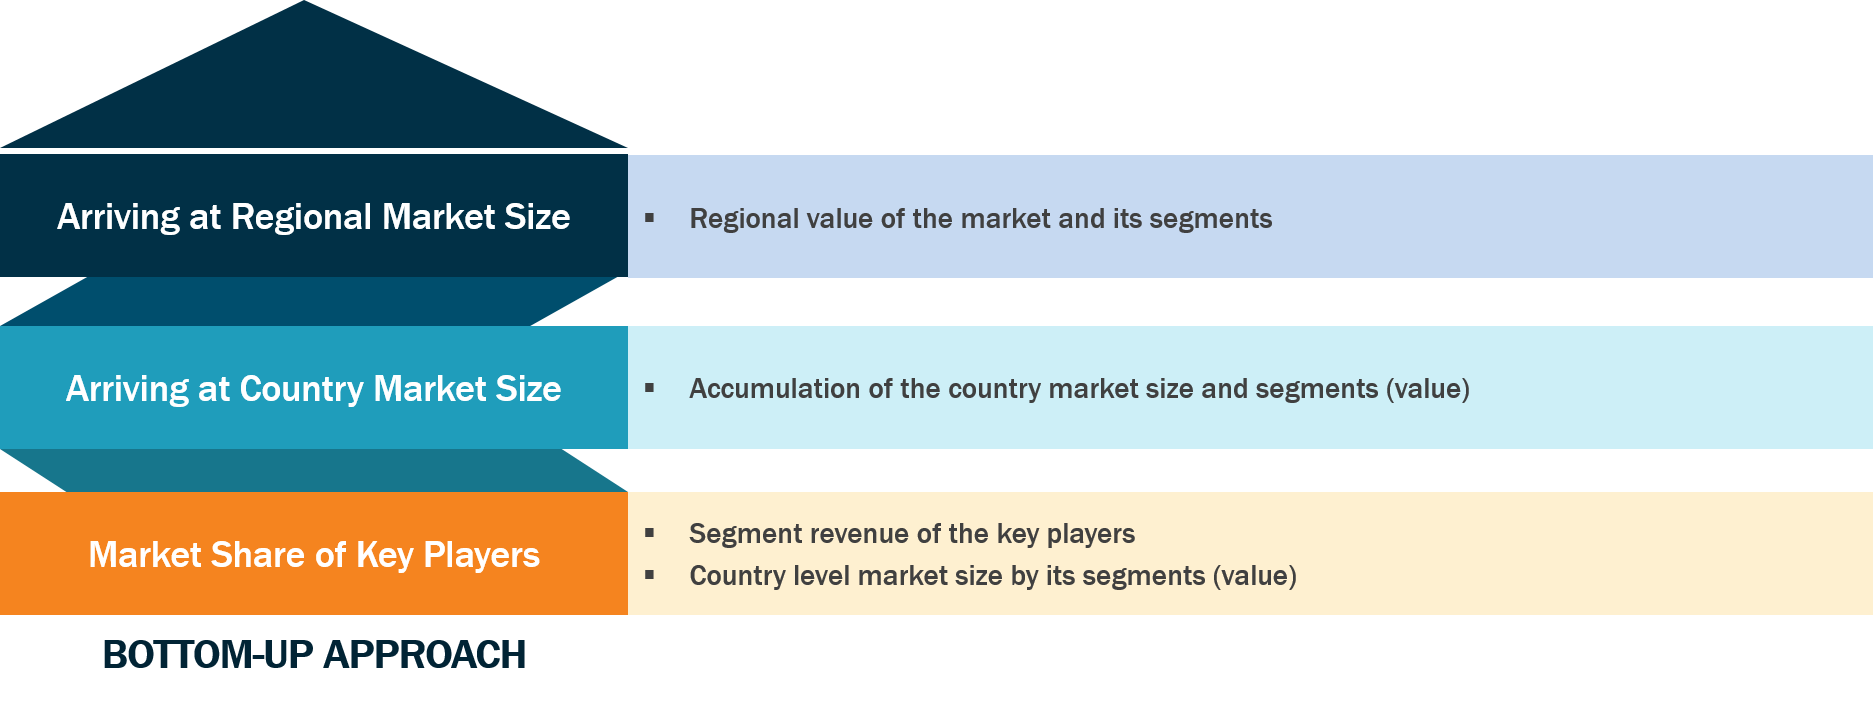 Arriving at Regional Market Size
▪ Regional value of the market and its segments
Arriving at Country Market Size
▪ Accumulation of the country market size and segments (value)
Market Share of Key Players
▪ Segment revenue of the key players
▪ Country level market size by its segments (value)
BOTTOM-UP APPROACH